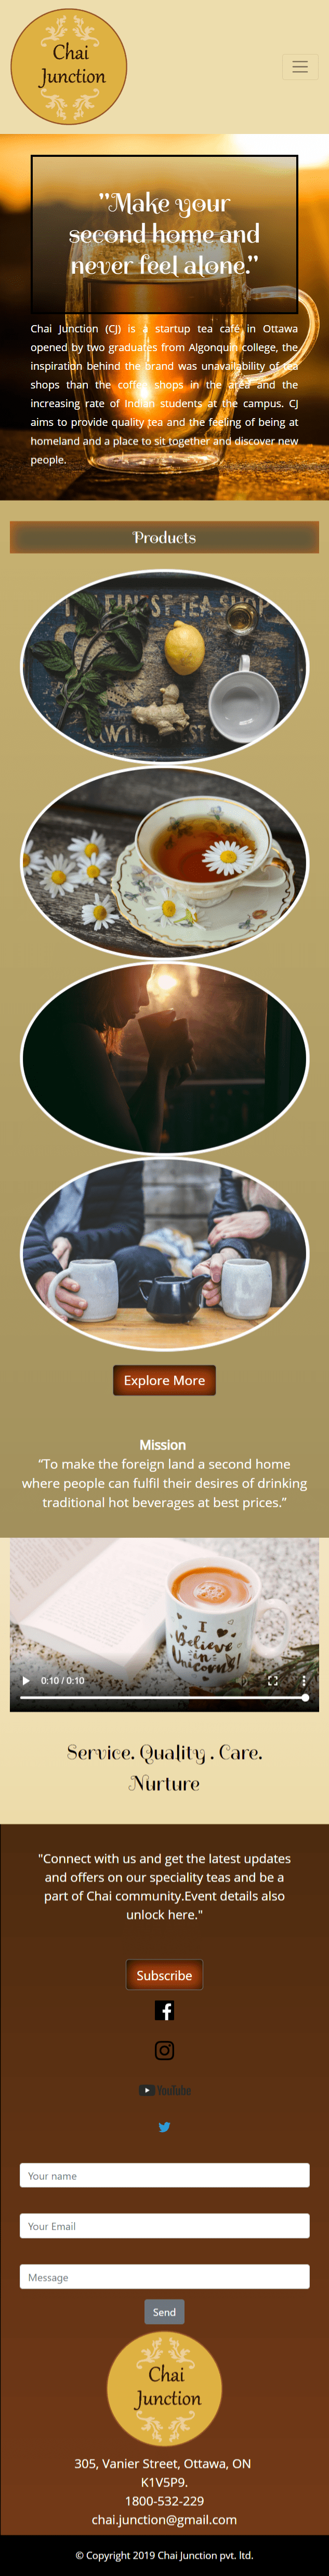 Chai
Junction
"Make your
second home and
never feel alone."
Chai Junction (CJ) is a startup tea café in Ottawa
opened by two graduates from Algonquin college, the
inspiration behind the brand was unavailability of tea
shops than the coffee shops in the area and the
increasing rate of Indian students at the campus. CJ
aims to provide quality tea and the feeling of being at
homeland and a place to sit together and discover new
people.
Products
FINEST TEA SHOP
Explore More
Mission
“To make the foreign land a second home
where people can fulfil their desires of drinking
traditional hot beverages at best prices.”
I
Believe
in
Unicorns!
0:10 / 0:10
Service. Quality . Care.
Nurture
"Connect with us and get the latest updates
and offers on our speciality teas and be a
part of Chai community.Event details also
unlock here."
Subscribe
YouTube
Your name
Your Email
Message
Send
Chai
Junction
305, Vanier Street, Ottawa, ON
K1V5P9.
1800-532-229
chai.junction@gmail.com
© Copyright 2019 Chai Junction pvt. ltd.